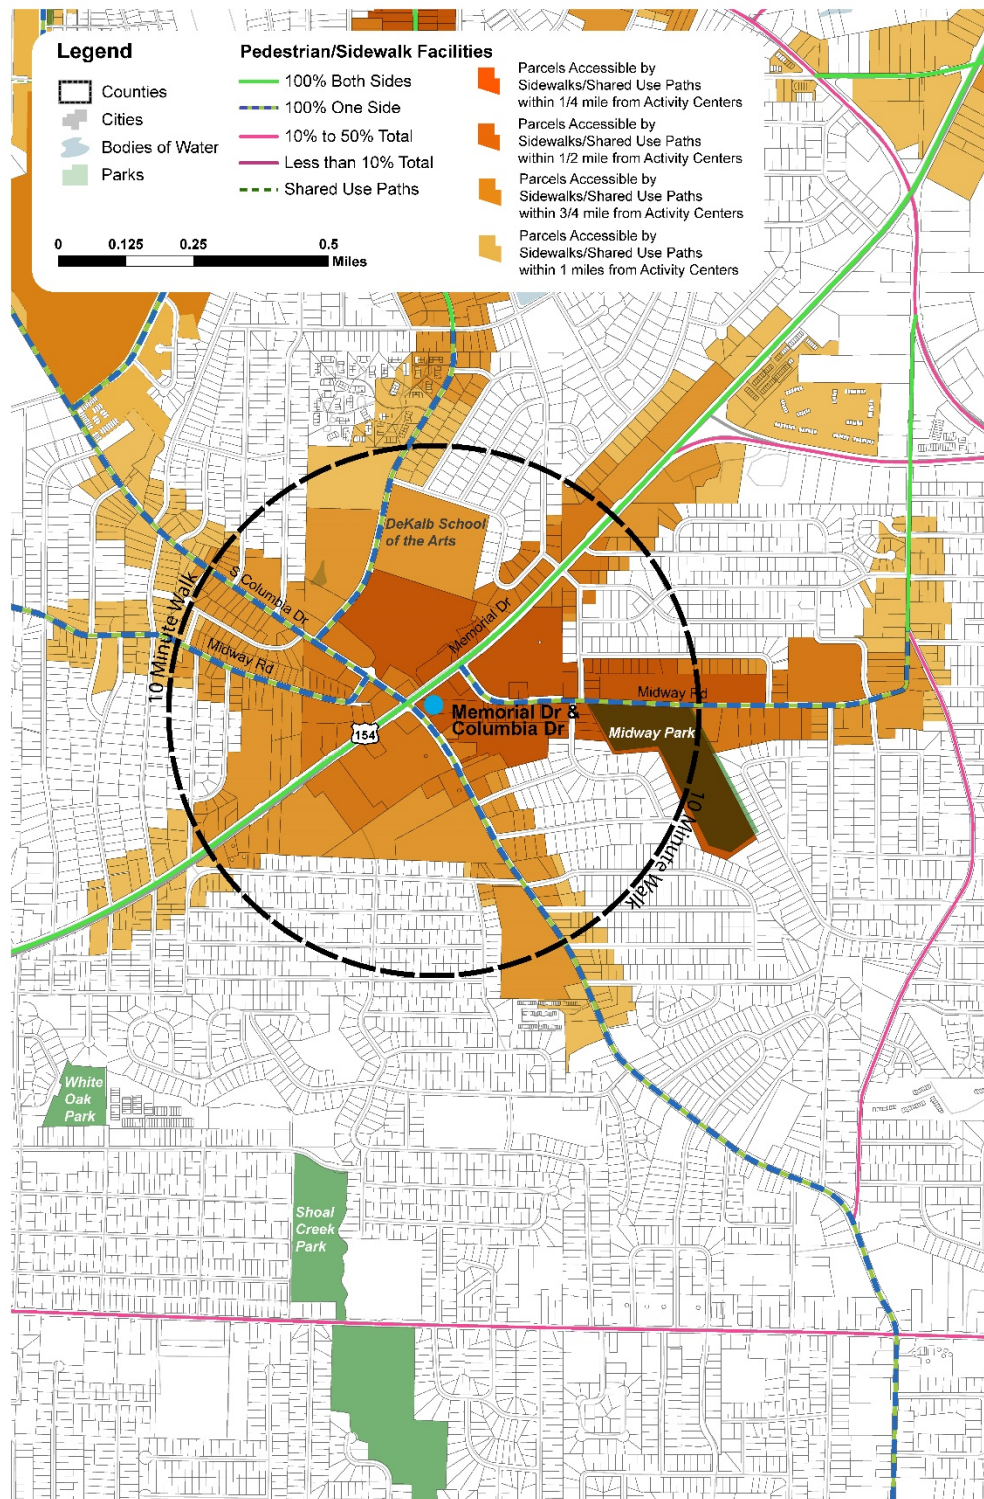 Legend
Counties
Cities
Bodies of Water
Parks
0 0.125 0.25 0.5
Miles
Pedestrian/Sidewalk Facilities
100% Both Sides
100% One Side
10% to 50% Total
Less than 10% Total
Shared Use Paths
Parcels Accessible by
Sidewalks/Shared Use Paths
within 1/4 mile from Activity Centers
Parcels Accessible by
Sidewalks/Shared Use Paths
within 1/2 mile from Activity Centers
Parcels Accessible by
Sidewalks/Shared Use Paths
within 3/4 mile from Activity Centers
Parcels Accessible by
Sidewalks/Shared Use Paths
within 1 miles from Activity Centers
DeKalb School
of the Arts
S Columbia Dr
10 Minute Walk
Memorial Dr
Midway Rd
Midway Rd
Memorial Dr &
Columbia Dr
154
Midway Park
10 Minute Walk
White
Oak
Park
Shoal
Creek
Park